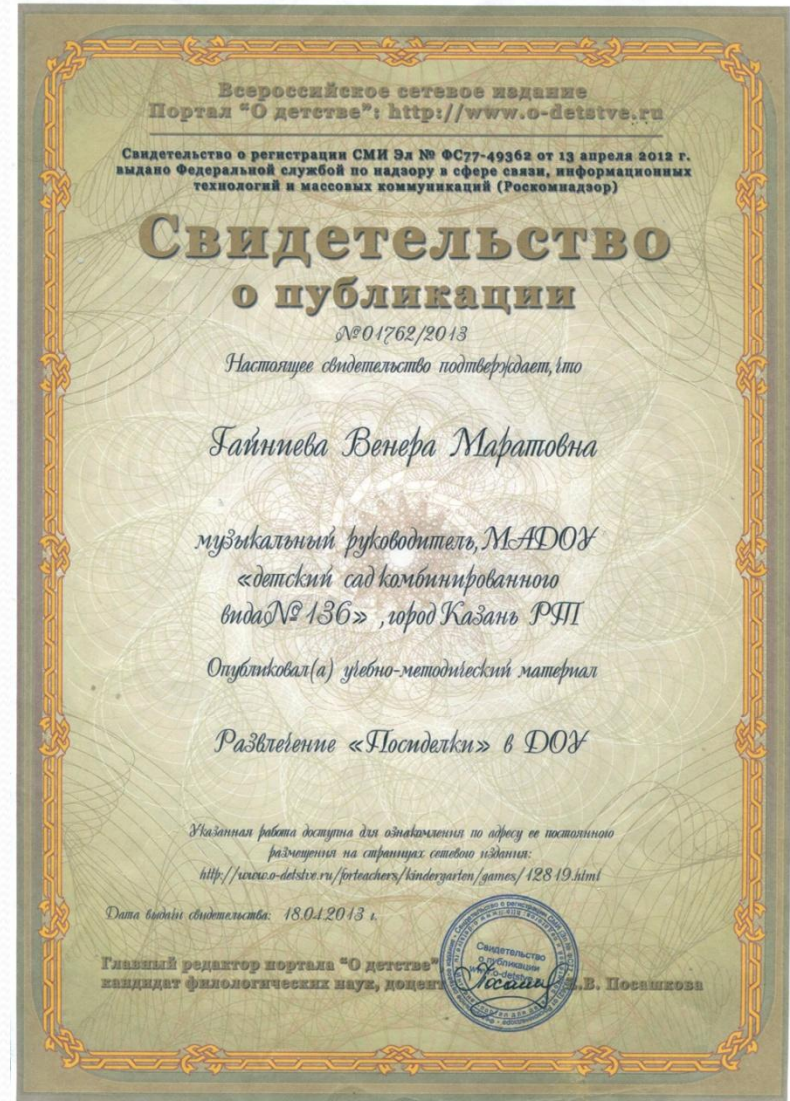 Всероссийское сетевое издание
Портал "О детстве": http://www.o-detstve.ru
Свидетельство о регистрации СМИ Эл № ФС77-49362 от 13 апреля 2012 г.
выдано Федеральной службой по надзору в сфере связи, информационных
технологий и массовых коммуникаций (Роскомнадзор)
Свидетельство
о публикации
№01762/2013
Настоящее свидетельство подтверждает, что
Гайниева Венера Маратовна
музыкальный руководитель, МАДОУ
«детский сад комбинированного
вида№136» ,город Казань РТ
Опубликовал(а) учебно-методический материал
Развлечение «Посиделки» в ДОУ
Указанная работа доступна для ознакомления по адресу ее постоянного
размещения на страницах сетевого издания:
http://www.o-detstve.ru/forteachers/kindergarten/games/12819.html
Дата выдачи свидетельства: 18.01.2013 г.
Свидетельство
о публикации
Главный редактор портала "О детстве"
кандидат филологических наук, доцент .В. Посашкова